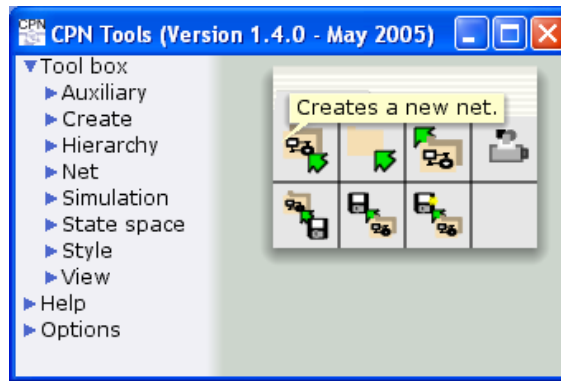 CPN Tools (Version 1.4.0 - May 2005)
Tool box
Auxiliary
Create
Hierarchy
Net
Simulation
State space
Style
View
Help
Options
Creates a new net.